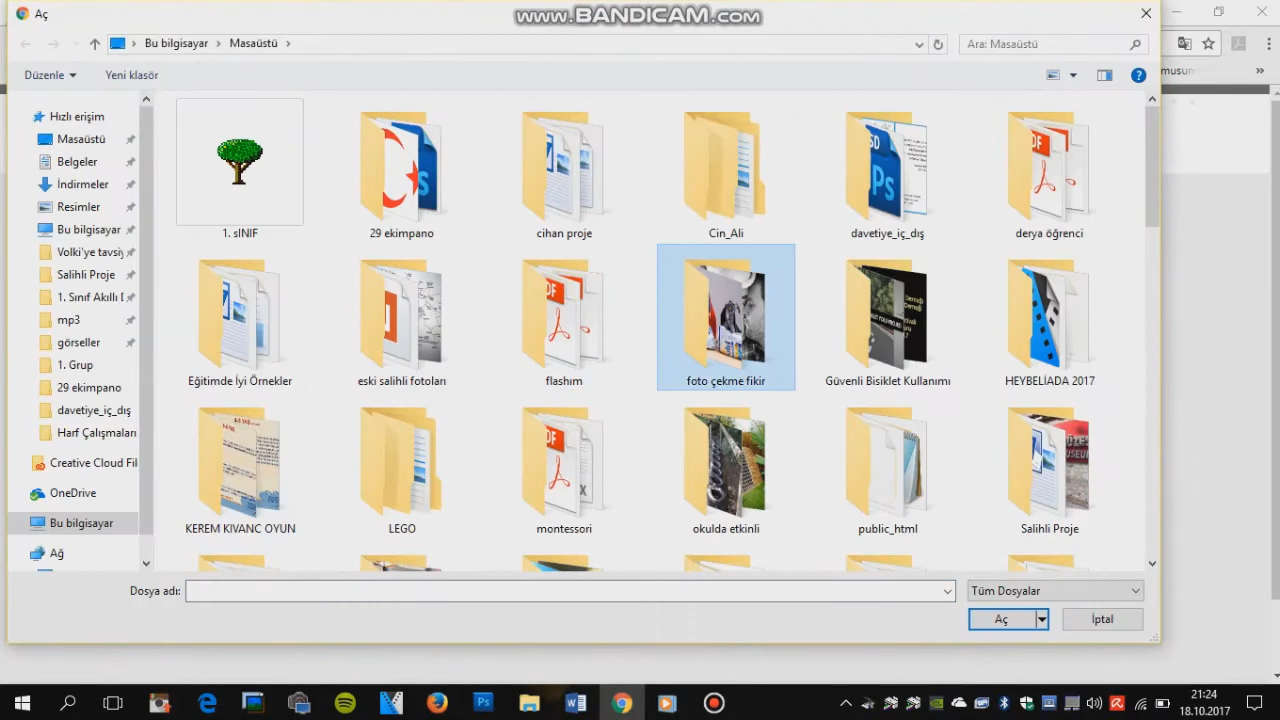 Aç
www.BANDICAM.com
Bu bilgisayar
Masaüstü
Ara: Masaüstü
Düzenle
Yeni klasör
musun
Hızlı erişim
Masaüstü
Belgeler
İndirmeler
Resimler
Bu bilgisayar
Volki'ye tavsiy
Salihli Proje
1. Sınıf Akıllı
mp3
görseller
1. Grup
29 ekimpano
davetiye_iç_dış
Harf Çalışmaları
Creative Cloud Fil
OneDrive
Bu bilgisayar
Ağ
1. sINIF
29 ekimpano
cihan proje
Cin_Ali
davetiye_iç_dış
derya öğrenci
Eğitimde İyi Örnekler
eski salihli fotoları
flashım
foto çekme fikir
Güvenli Bisiklet Kullanımı
HEYBELİADA 2017
KEREM KIVANC OYUN
LEGO
montessori
okulda etkinli
public_html
Salihli Proje
Dosya adı:
Tüm Dosyalar
Aç
İptal
21:24
18.10.2017